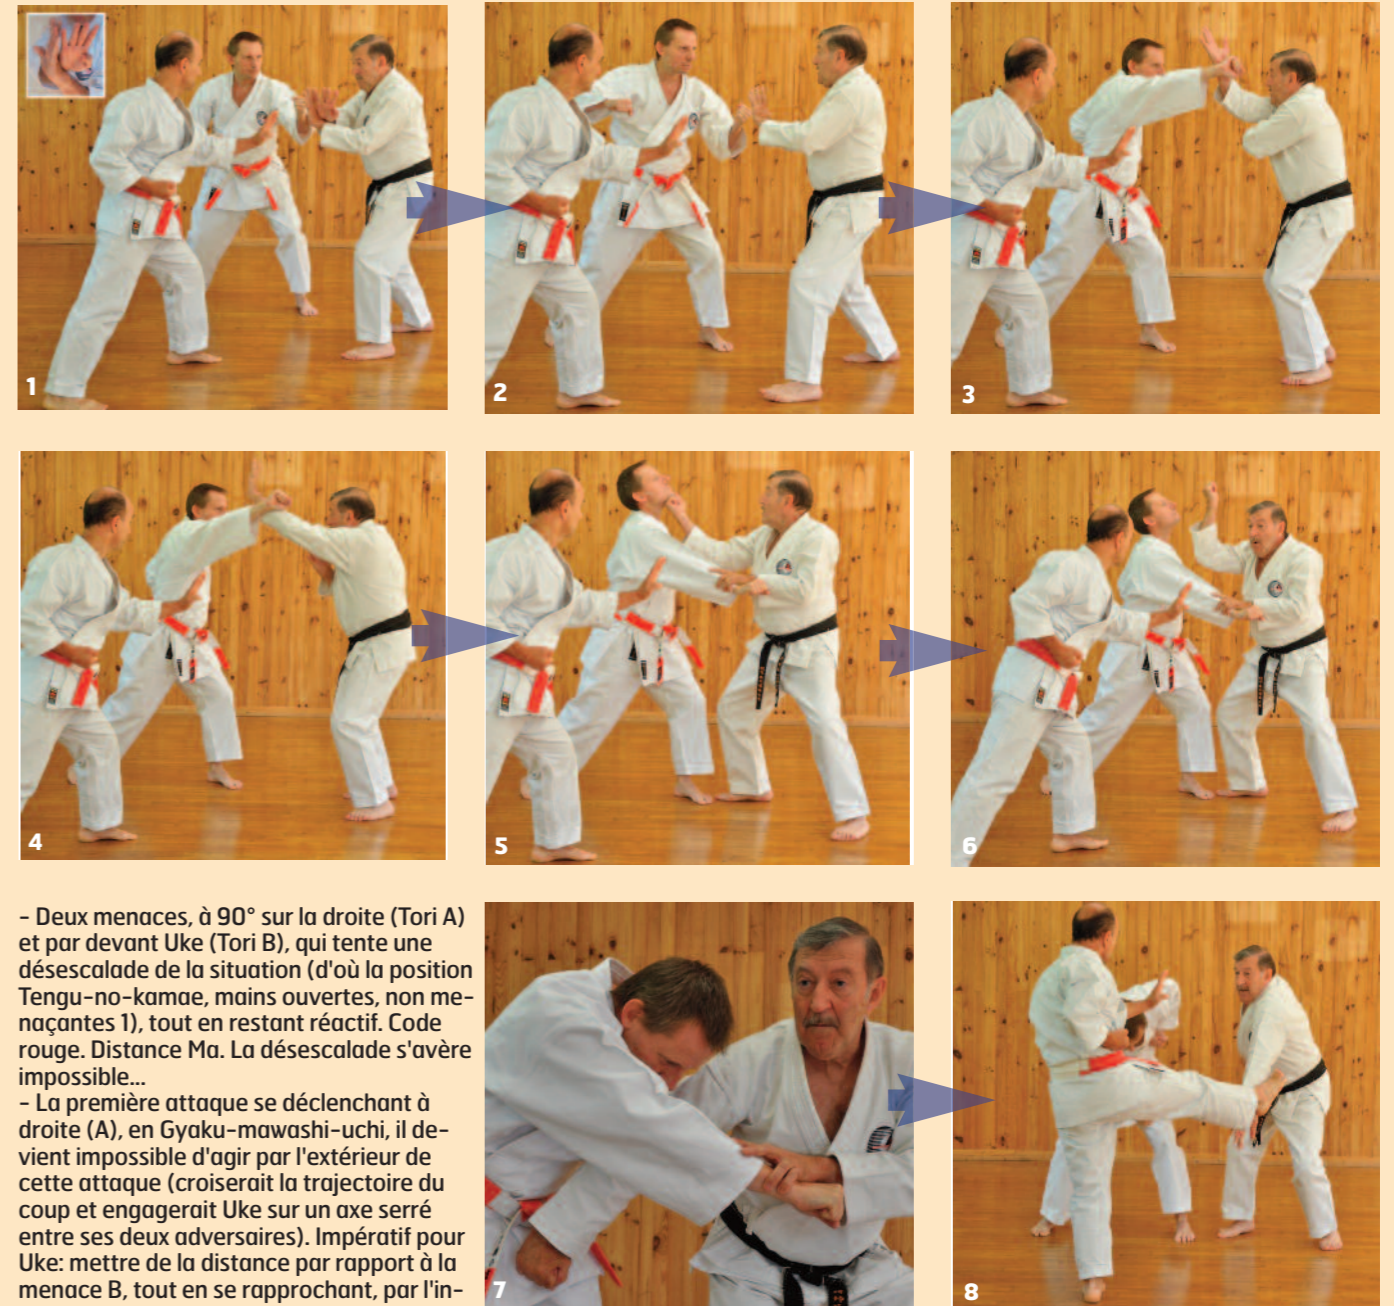 1
2
3
4
5
6
– Deux menaces, à 90° sur la droite (Tori A)
et par devant Uke (Tori B), qui tente une
désescalade de la situation (d'où la position
Tengu-no-kamae, mains ouvertes, non me-
naçantes 1), tout en restant réactif. Code
rouge. Distance Ma. La désescalade s'avère
impossible...
– La première attaque se déclenchant à
droite (A), en Gyaku-mawashi-uchi, il de-
vient impossible d'agir par l'extérieur de
cette attaque (croiserait la trajectoire du
coup et engagerait Uke sur un axe serré
entre ses deux adversaires). Impératif pour
Uke: mettre de la distance par rapport à la
menace B, tout en se rapprochant, par l'in-
7
8